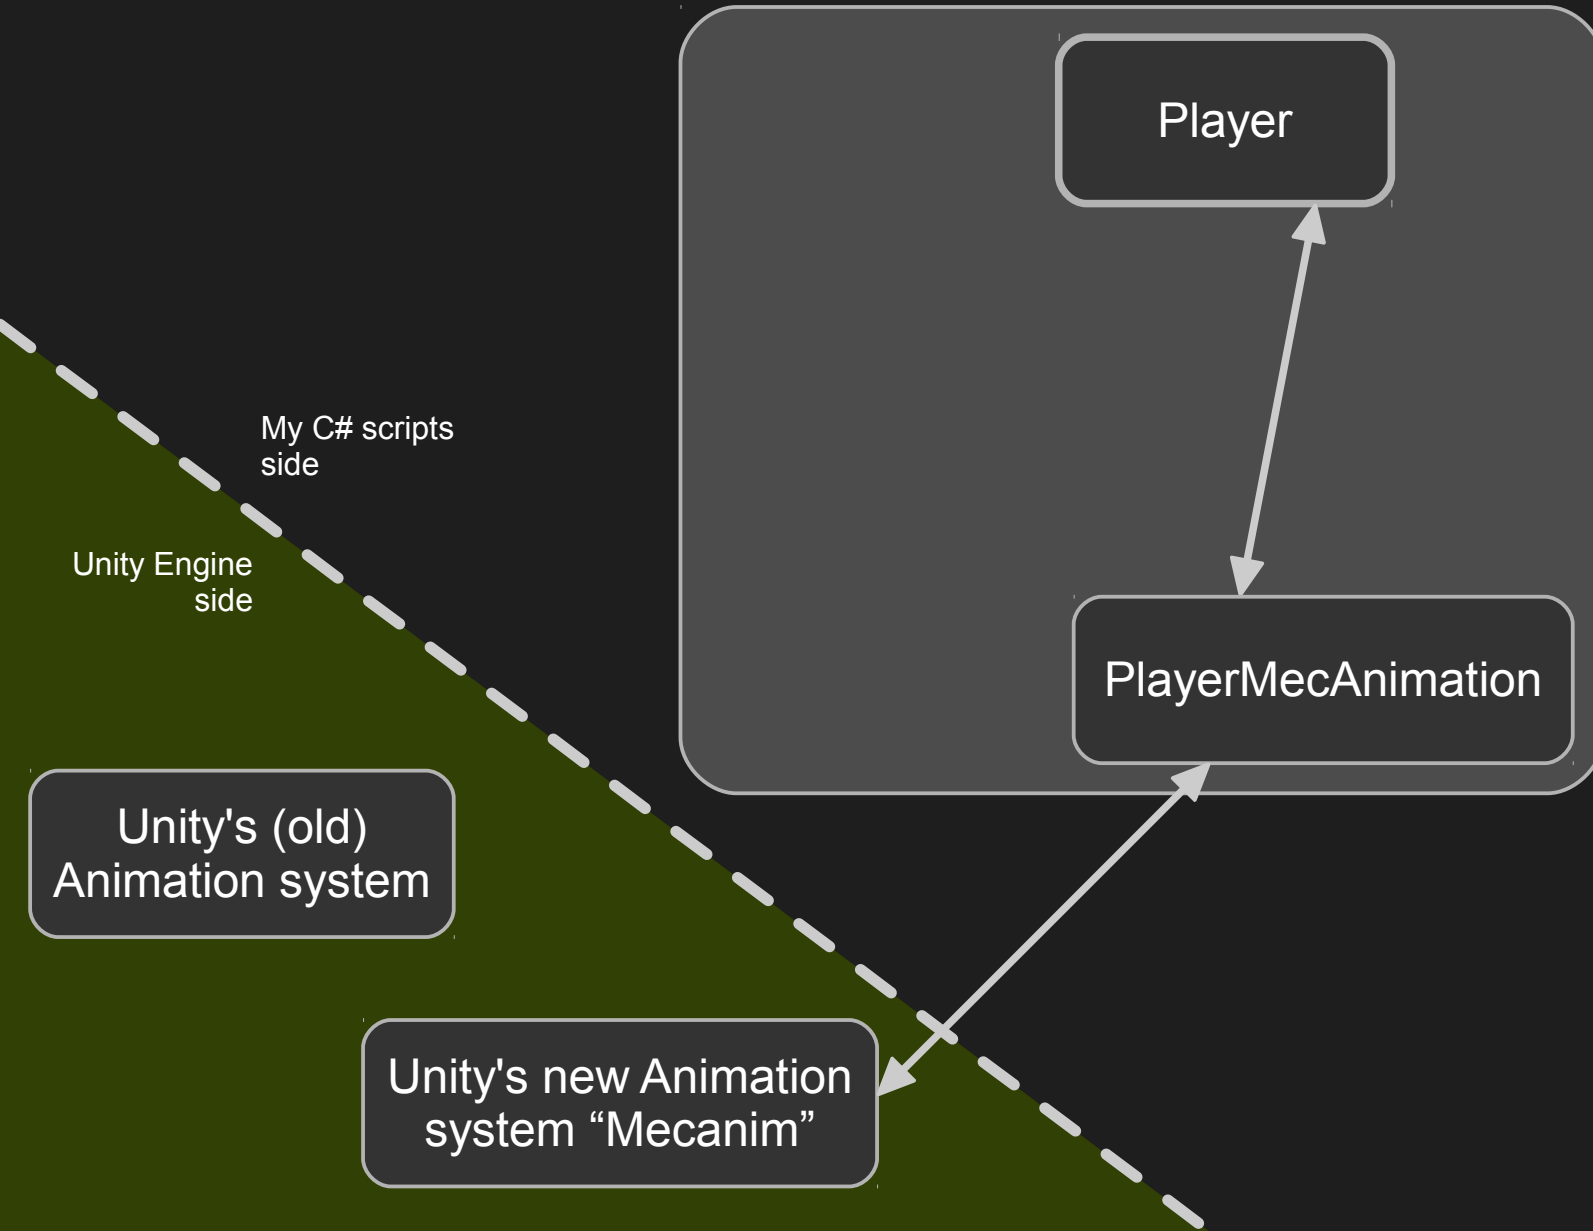 Player
My C# scripts
side
Unity Engine
side
PlayerMecAnimation
Unity's (old)
Animation system
Unity's new Animation
system “Mecanim”